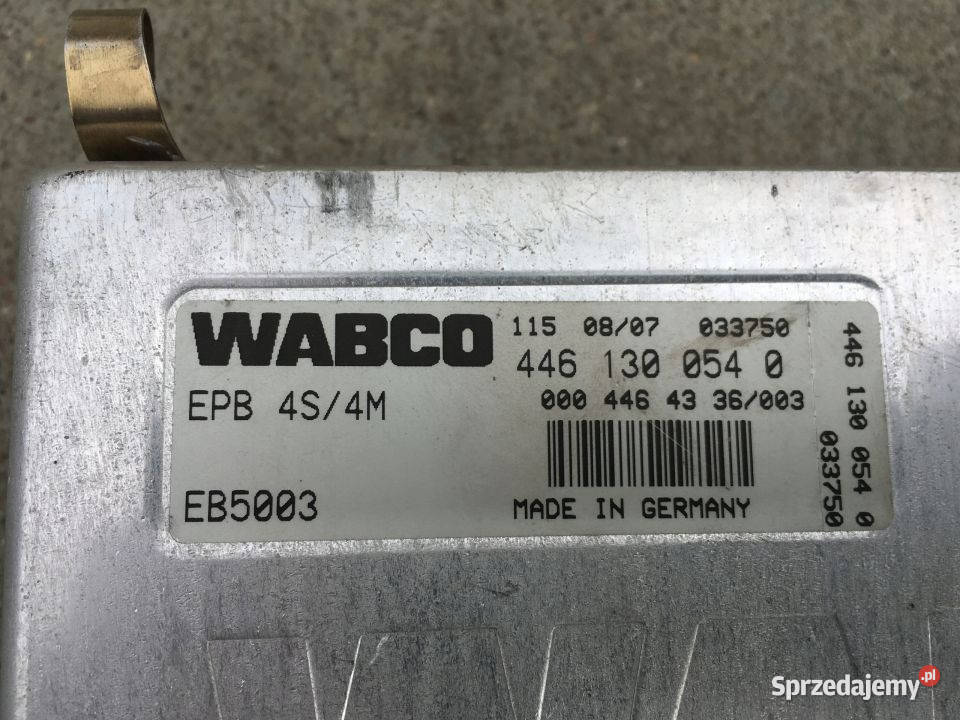 WABCO
115 08/07 033750
446 130 054 0
EPB 4S/4M
000 446 43 36/003
EB5003
MADE IN GERMANY
446 130 054 0
033750
Sprzedajemy.pl